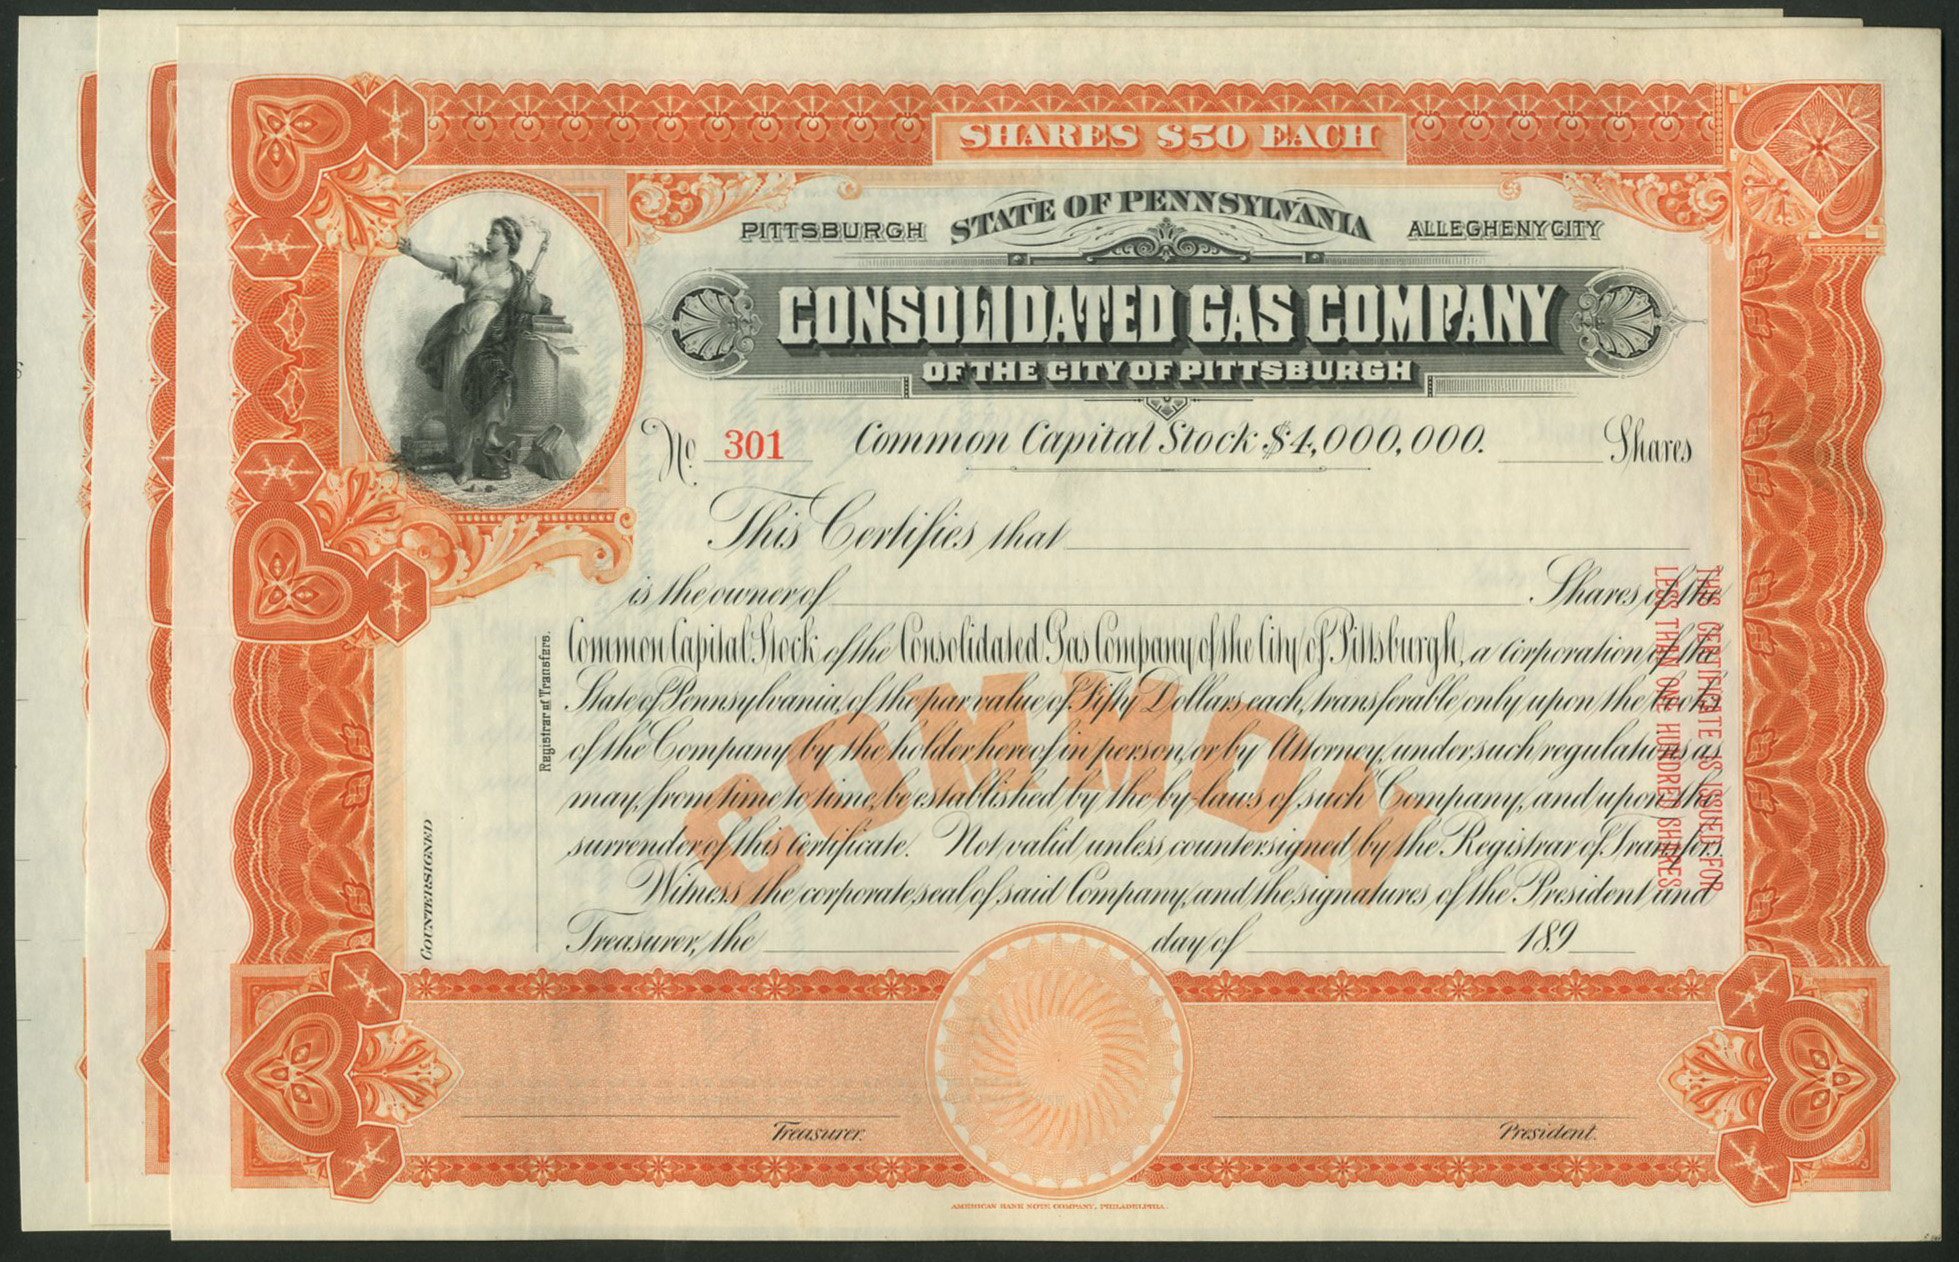 SHARES $50 EACH
PITTSBURGH STATE OF PENNSYLVANIA ALLEGHENY CITY
CONSOLIDATED GAS COMPANY
OF THE CITY OF PITTSBURGH
No. 301 Common Capital Stock $4,000,000. Shares
This Certifies that
is the owner of Shares of the
Common Capital Stock of the Consolidated Gas Company of the City of Pittsburgh, a Corporation of the
State of Pennsylvania, of the par value of Fifty Dollars each, transferable only upon the books
of the Company by the holder hereof in person, or by Attorney, under such regulations as
may, from time to time, be established by the by-laws of such Company, and upon the
surrender of this Certificate. Not valid unless countersigned by the Registrar of Transfers.
Witness the corporate seal of said Company, and the signatures of the President and
Treasurer, the day of 189
COMMON
COUNTERSIGNED
Registrar of Transfers.
THIS CERTIFICATE IS ISSUED FOR
LESS THAN ONE HUNDRED SHARES
Treasurer. President.
AMERICAN BANK NOTE COMPANY, PHILADELPHIA.